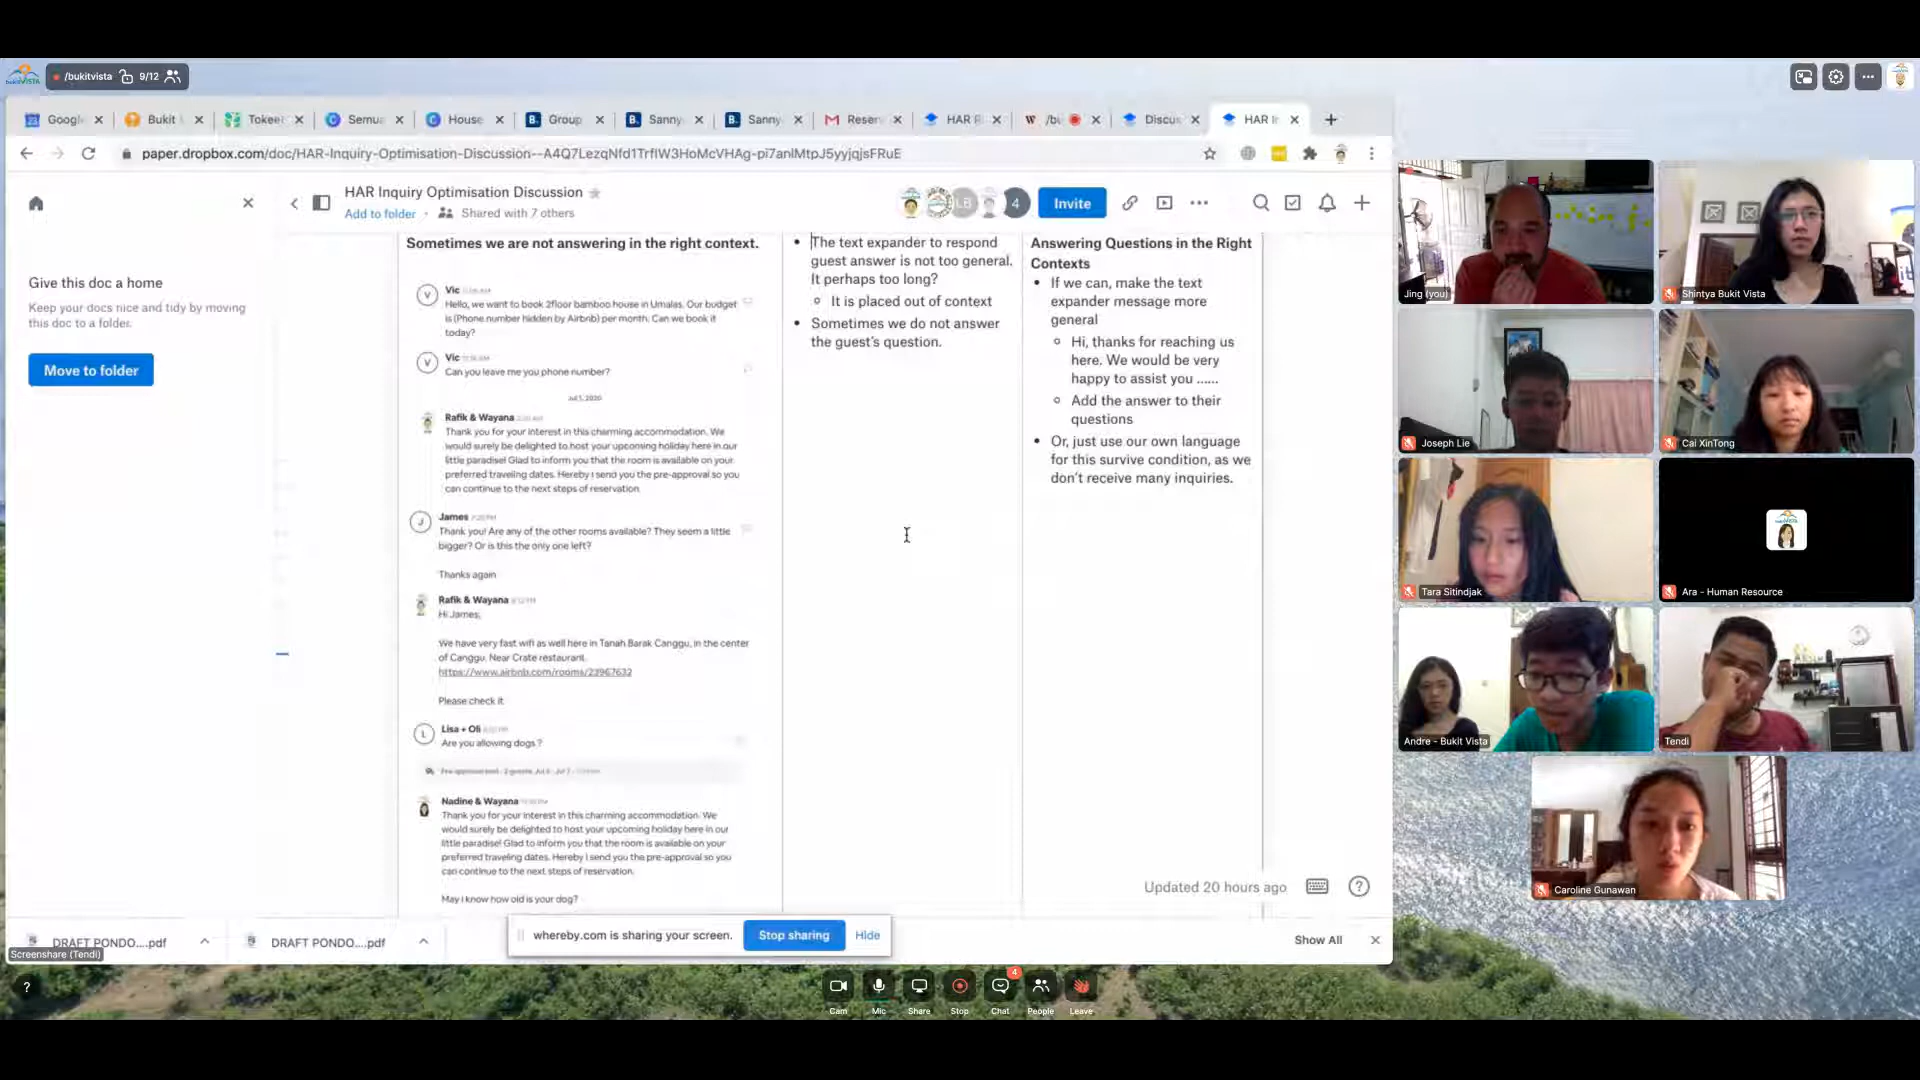 /bukitvista 9/12
Google
Bukit
Tokee
Semua
House
B. Group
B. Sanny
B. Sanny
Reser
HAR R
/bu
Discus
HAR In
paper.dropbox.com/doc/HAR-Inquiry-Optimisation-Discussion--A4Q7LezqNfd1TrfIW3HoMcVHAg-pi7anlMtpJ5yyjqjsFRuE
HAR Inquiry Optimisation Discussion
Add to folder
Shared with 7 others
LB
4
Invite
Give this doc a home
Keep your docs nice and tidy by moving
this doc to a folder.
Move to folder
Sometimes we are not answering in the right context.
Vic
Hello, we want to book 2floor bamboo house in Umalas. Our budget
is (Phone number hidden by Airbnb) per month. Can we book it
today?
Vic
Can you leave me you phone number?
Jul 5, 2020
Rafik & Wayana
Thank you for your interest in this charming accommodation. We
would surely be delighted to host your upcoming holiday here in our
little paradise! Glad to inform you that the room is available on your
preferred traveling dates. Hereby I send you the pre-approval so you
can continue to the next steps of reservation.
James
Thank you! Are any of the other rooms available? They seem a little
bigger? Or is this the only one left?
Thanks again
Rafik & Wayana
Hi James,
We have very fast wifi as well here in Tanah Barak Canggu, in the center
of Canggu. Near Crate restaurant.
https://www.airbnb.com/rooms/23967632
Please check it
Lisa + Oli
Are you allowing dogs ?
Nadine & Wayana
Thank you for your interest in this charming accommodation. We
would surely be delighted to host your upcoming holiday here in our
little paradise! Glad to inform you that the room is available on your
preferred traveling dates. Hereby I send you the pre-approval so you
can continue to the next steps of reservation.
May I know how old is your dog?
The text expander to respond
guest answer is not too general.
It perhaps too long?
It is placed out of context
Sometimes we do not answer
the guest's question.
Answering Questions in the Right
Contexts
If we can, make the text
expander message more
general
Hi, thanks for reaching us
here. We would be very
happy to assist you ......
Add the answer to their
questions
Or, just use our own language
for this survive condition, as we
don't receive many inquiries.
Updated 20 hours ago
DRAFT PONDO....pdf
DRAFT PONDO....pdf
Screenshare (Tendi)
whereby.com is sharing your screen.
Stop sharing
Hide
Show All
Jing (you)
Shintya Bukit Vista
Joseph Lie
Cai XinTong
Tara Sitindjak
Ara - Human Resource
Andre - Bukit Vista
Tendi
Caroline Gunawan
Cam
Mic
Share
Stop
4
Chat
People
Leave